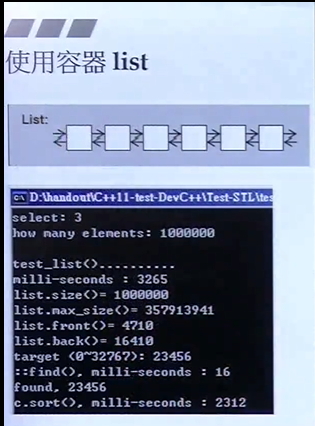 使用容器 list
List:
D:\handout\C++11-test-DevC++\Test-STL\tes
select: 3
how many elements: 1000000
test_list()..........
milli-seconds : 3265
list.size()= 1000000
list.max_size()= 357913941
list.front()= 4710
list.back()= 16410
target (0~32767): 23456
::find(), milli-seconds : 16
found, 23456
c.sort(), milli-seconds : 2312